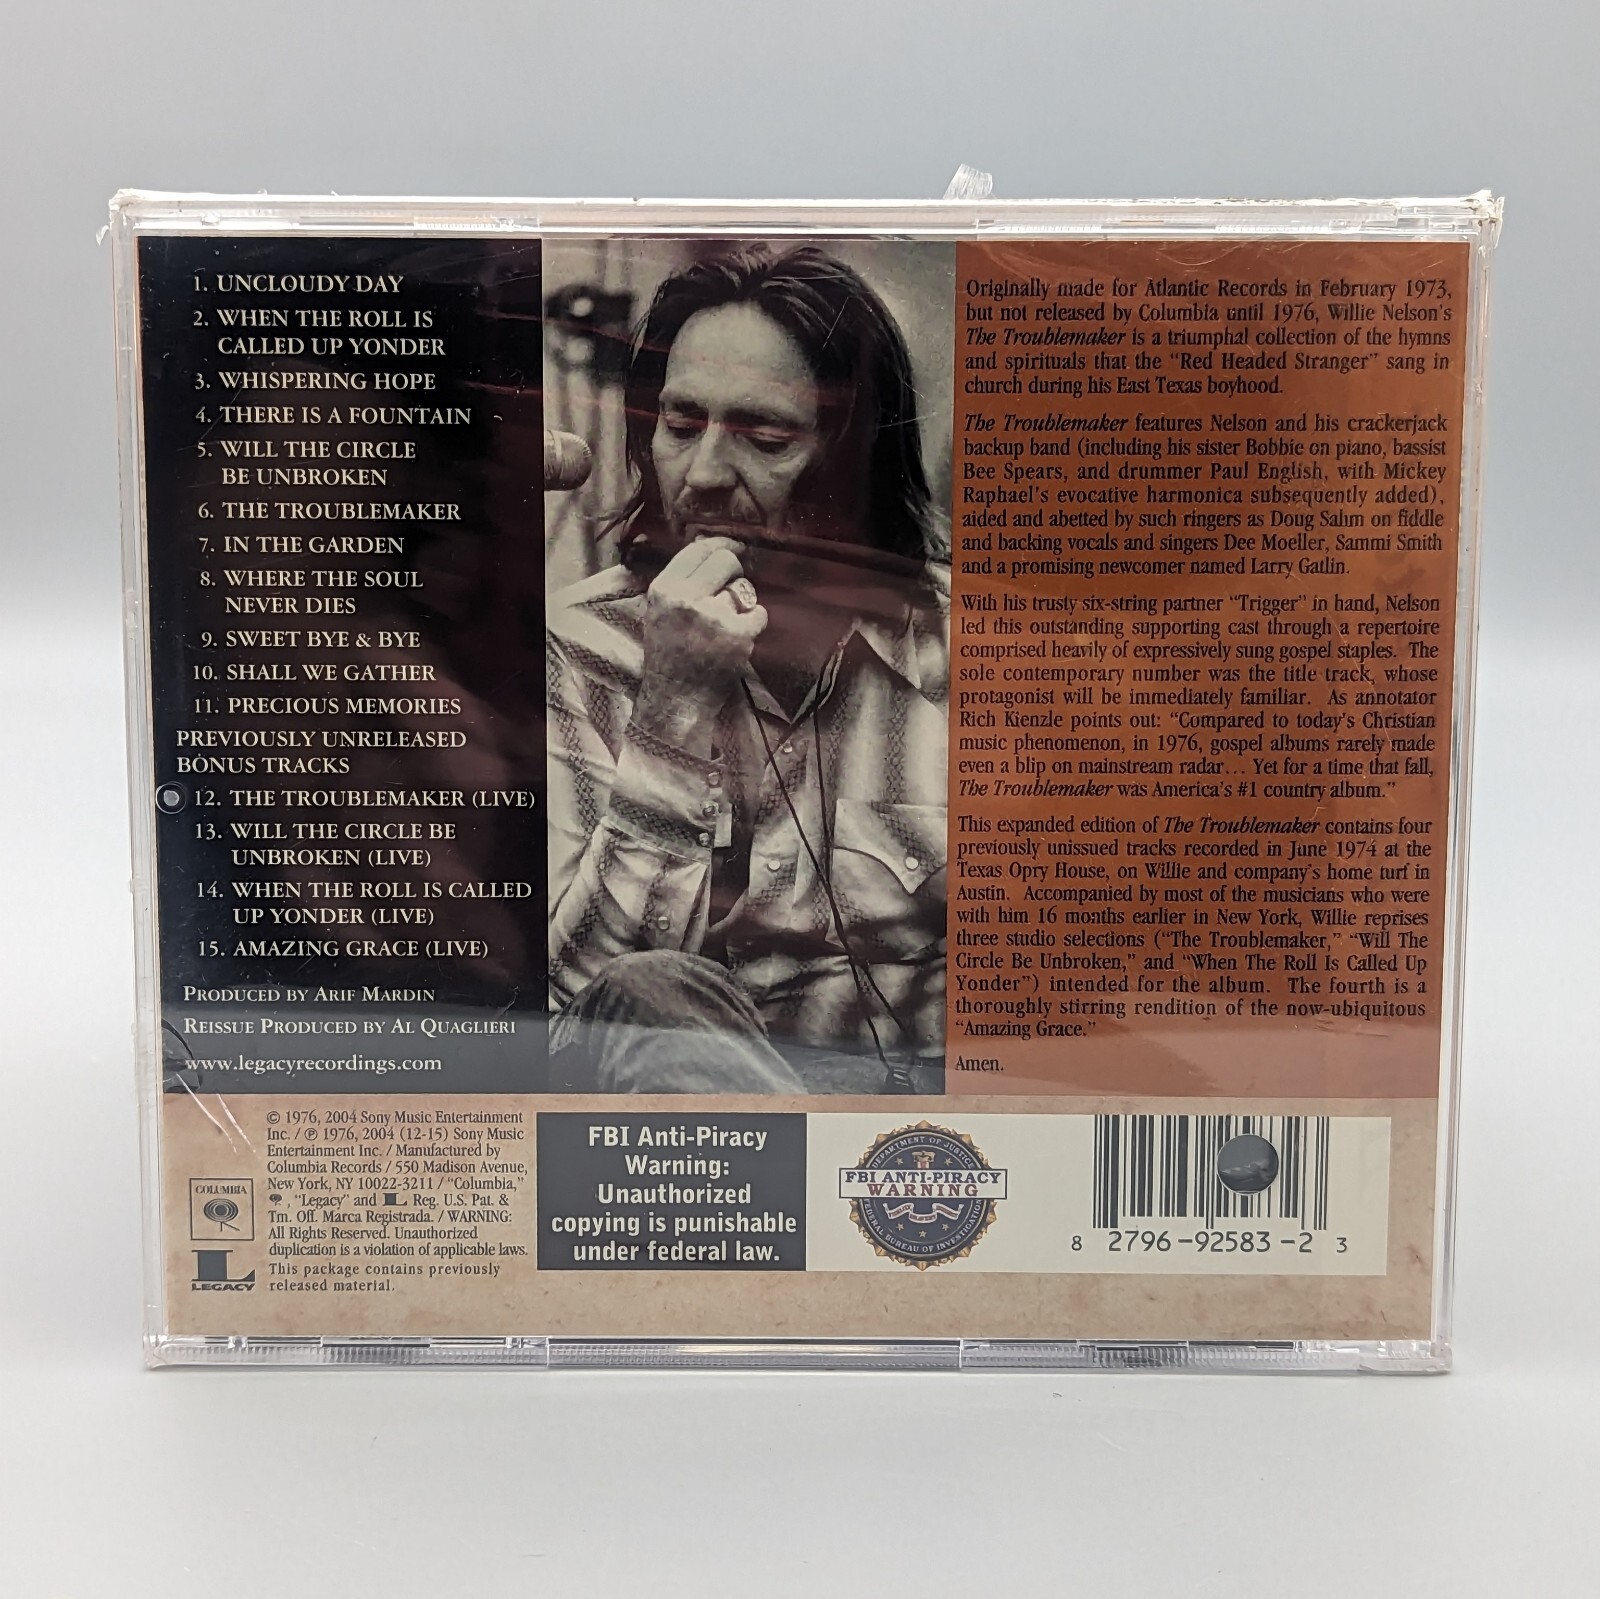 1. UNCLOUDY DAY
2. WHEN THE ROLL IS
CALLED UP YONDER
3. WHISPERING HOPE
4. THERE IS A FOUNTAIN
5. WILL THE CIRCLE
BE UNBROKEN
6. THE TROUBLEMAKER
7. IN THE GARDEN
8. WHERE THE SOUL
NEVER DIES
9. SWEET BYE & BYE
10. SHALL WE GATHER
11. PRECIOUS MEMORIES
PREVIOUSLY UNRELEASED
BONUS TRACKS
12. THE TROUBLEMAKER (LIVE)
13. WILL THE CIRCLE BE
UNBROKEN (LIVE)
14. WHEN THE ROLL IS CALLED
UP YONDER (LIVE)
15. AMAZING GRACE (LIVE)
PRODUCED BY ARIF MARDIN
REISSUE PRODUCED BY AL QUAGLIERI
www.legacyrecordings.com
Originally made for Atlantic Records in February 1973,
but not released by Columbia until 1976, Willie Nelson's
The Troublemaker is a triumphal collection of the hymns
and spirituals that the "Red Headed Stranger" sang in
church during his East Texas boyhood.
The Troublemaker features Nelson and his crackerjack
backup band (including his sister Bobbie on piano, bassist
Bee Spears, and drummer Paul English, with Mickey
Raphael's evocative harmonica subsequently added),
aided and abetted by such ringers as Doug Sahm on fiddle
and backing vocals and singers Dee Moeller, Sammi Smith
and a promising newcomer named Larry Gatlin.
With his trusty six-string partner "Trigger" in hand, Nelson
led this outstanding supporting cast through a repertoire
comprised heavily of expressively sung gospel staples. The
sole contemporary number was the title track, whose
protagonist will be immediately familiar. As annotator
Rich Kienzle points out: "Compared to today's Christian
music phenomenon, in 1976, gospel albums rarely made
even a blip on mainstream radar... Yet for a time that fall,
The Troublemaker was America's #1 country album."
This expanded edition of The Troublemaker contains four
previously unissued tracks recorded in June 1974 at the
Texas Opry House, on Willie and company's home turf in
Austin. Accompanied by most of the musicians who were
with him 16 months earlier in New York, Willie reprises
three studio selections ("The Troublemaker," "Will The
Circle Be Unbroken," and "When The Roll Is Called Up
Yonder") intended for the album. The fourth is a
thoroughly stirring rendition of the now-ubiquitous
"Amazing Grace."
Amen.
COLUMBIA
L
LEGACY
© 1976, 2004 Sony Music Entertainment
Inc. / ℗ 1976, 2004 (12-15) Sony Music
Entertainment Inc. / Manufactured by
Columbia Records / 550 Madison Avenue,
New York, NY 10022-3211 / "Columbia,"
, "Legacy" and L Reg. U.S. Pat. &
Tm. Off. Marca Registrada. / WARNING:
All Rights Reserved. Unauthorized
duplication is a violation of applicable laws.
This package contains previously
released material.
FBI Anti-Piracy
Warning:
Unauthorized
copying is punishable
under federal law.
DEPARTMENT OF JUSTICE
FBI ANTI-PIRACY
WARNING
FEDERAL BUREAU OF INVESTIGATION
8 2796-92583-2 3